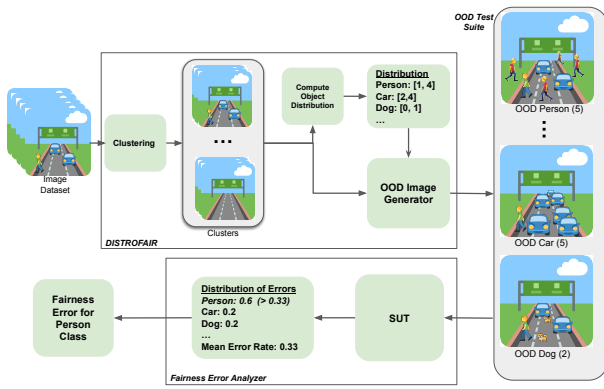 OOD Test
Suite
Image
Dataset
Clustering
• • •
Clusters
Compute
Object
Distribution
Distribution
Person: [1, 4]
Car: [2,4]
Dog: [0, 1]
...
OOD Image
Generator
DISTROFAIR
OOD Person (5)
OOD Car (5)
OOD Dog (2)
Fairness
Error for
Person
Class
Distribution of Errors
Person: 0.6 (> 0.33)
Car: 0.2
Dog: 0.2
...
Mean Error Rate: 0.33
SUT
Fairness Error Analyzer